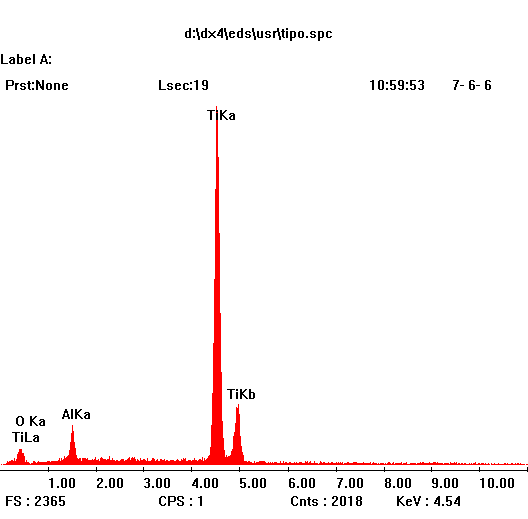 d:\dx4\eds\usr\tipo.spc
Label A:
Prst:None Lsec:19 10:59:53 7- 6- 6
TiKa
TiKb
AlKa
O Ka
TiLa
1.00 2.00 3.00 4.00 5.00 6.00 7.00 8.00 9.00 10.00
FS : 2365 CPS : 1 Cnts : 2018 KeV : 4.54